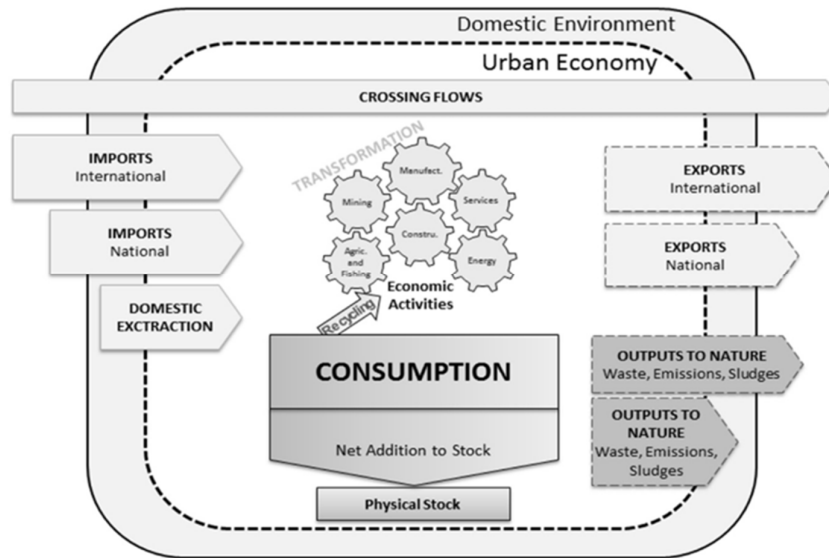 Domestic Environment
Urban Economy
CROSSING FLOWS
IMPORTS
International
IMPORTS
National
DOMESTIC
EXCTRACTION
TRANSFORMATION
Manufact.
Mining
Services
Constru.
Agric.
and
Fishing
Energy
Economic
Activities
Recycling
CONSUMPTION
Net Addition to Stock
Physical Stock
EXPORTS
International
EXPORTS
National
OUTPUTS TO NATURE
Waste, Emissions, Sludges
OUTPUTS TO
NATURE
Waste, Emissions,
Sludges